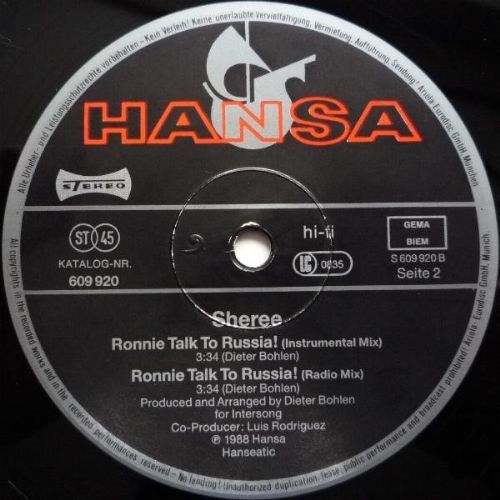 Alle Urheber- und Leistungsschutzrechte vorbehalten - Kein Verleih! Keine unerlaubte Vervielfältigung, Vermietung, Aufführung, Sendung! Ariola-Eurodisc GmbH München.
HANSA
STEREO
ST 45
KATALOG-NR.
609 920
hi-fi
LC 0835
GEMA
BIEM
S 609 920 B
Seite 2
Sheree
Ronnie Talk To Russia! (Instrumental Mix)
3:34 (Dieter Bohlen)
Ronnie Talk To Russia! (Radio Mix)
3:34 (Dieter Bohlen)
Produced and Arranged by Dieter Bohlen
for Intersong
Co-Producer: Luis Rodriguez
℗ 1988 Hansa
Hanseatic
All copyrights in the recorded works and in the recorded performances reserved - No lending! Unauthorized duplication, lease, public performance and broadcast prohibited! Ariola-Eurodisc GmbH, Munich.